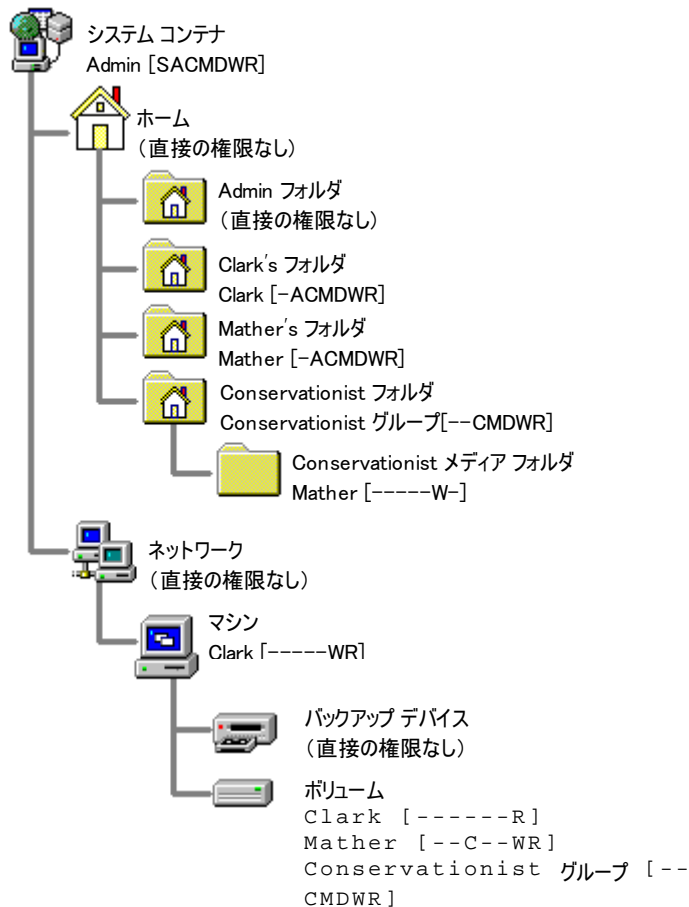 システム コンテナ
Admin [SACMDWR]
ホーム
（直接の権限なし）
Admin フォルダ
（直接の権限なし）
Clark's フォルダ
Clark [-ACMDWR]
Mather's フォルダ
Mather [-ACMDWR]
Conservationist フォルダ
Conservationist グループ[--CMDWR]
Conservationist メディア フォルダ
Mather [-----W-]
ネットワーク
（直接の権限なし）
マシン
Clark [-----WR]
バックアップ デバイス
（直接の権限なし）
ボリューム
Clark [------R]
Mather [--C--WR]
Conservationist グループ [--
CMDWR]